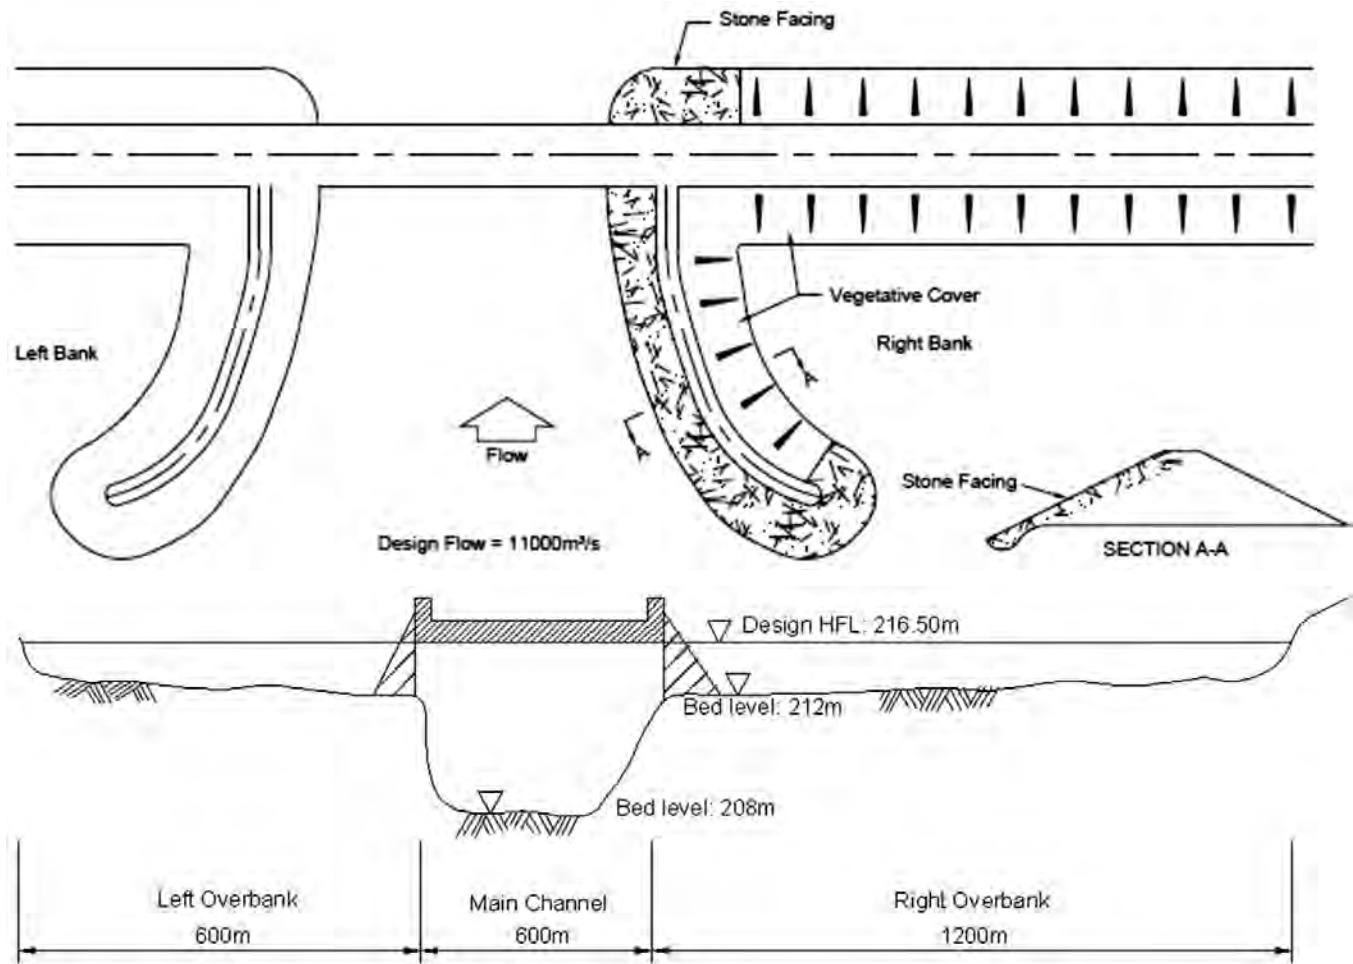 Stone Facing
Vegetative Cover
Left Bank
Right Bank
A
A
Flow
Stone Facing
Design Flow = 11000m³/s
SECTION A-A
Design HFL: 216.50m
Bed level: 212m
Bed level: 208m
Left Overbank
Main Channel
Right Overbank
600m
600m
1200m